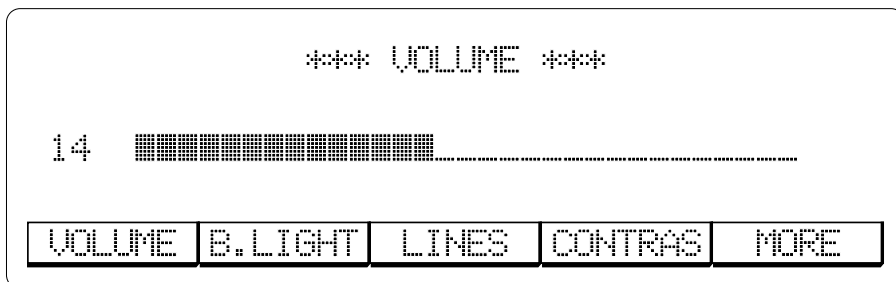 *** VOLUME ***
14
VOLUME B.LIGHT LINES CONTRAS MORE